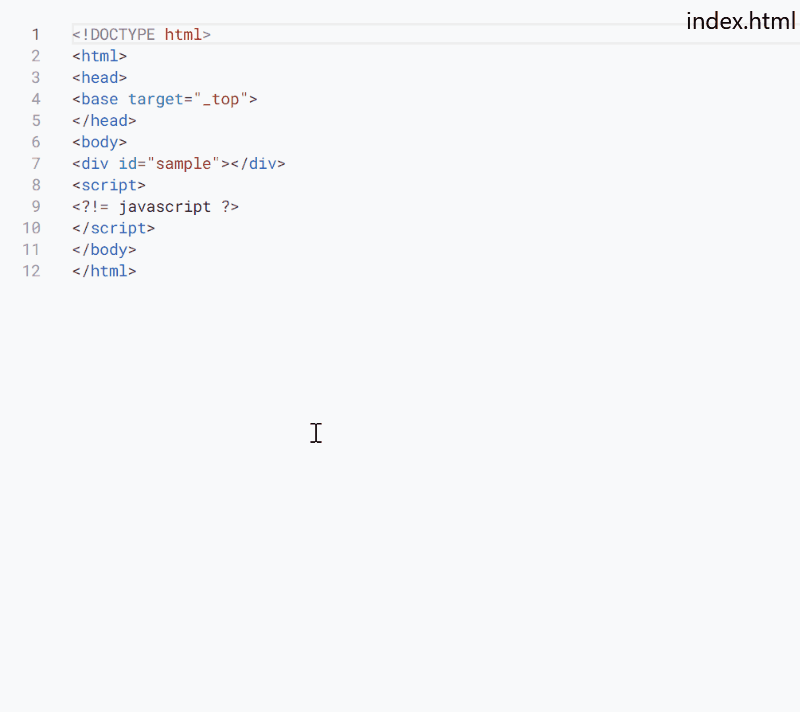 index.html
1 <!DOCTYPE html>
2 <html>
3 <head>
4 <base target="_top">
5 </head>
6 <body>
7 <div id="sample"></div>
8 <script>
9 <?!= javascript ?>
10 </script>
11 </body>
12 </html>